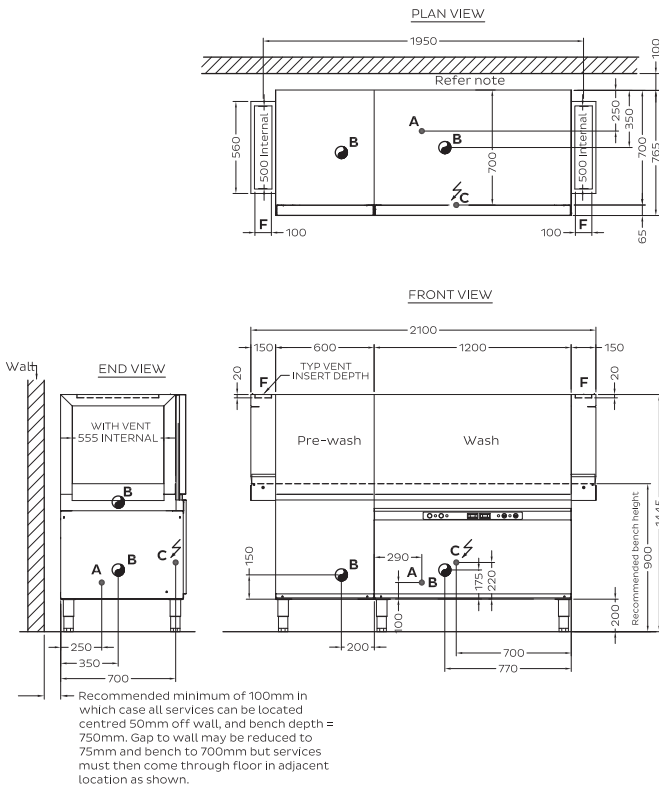 PLAN VIEW
1950
100
Refer note
A
B
B
C
560
500 Internal
700
250
350
700
765
500 Internal
F
100
100
F
65
FRONT VIEW
2100
150
600
1200
150
Wall
END VIEW
20
F
TYP VENT
INSERT DEPTH
F
20
WITH VENT
555 INTERNAL
Pre-wash
Wash
B
C
A
B
150
290
B
A
B
C
175
220
100
Recommended bench height
900
1445
200
250
350
700
200
700
770
Recommended minimum of 100mm in
which case all services can be located
centred 50mm off wall, and bench depth =
750mm. Gap to wall may be reduced to
75mm and bench to 700mm but services
must then come through floor in adjacent
location as shown.